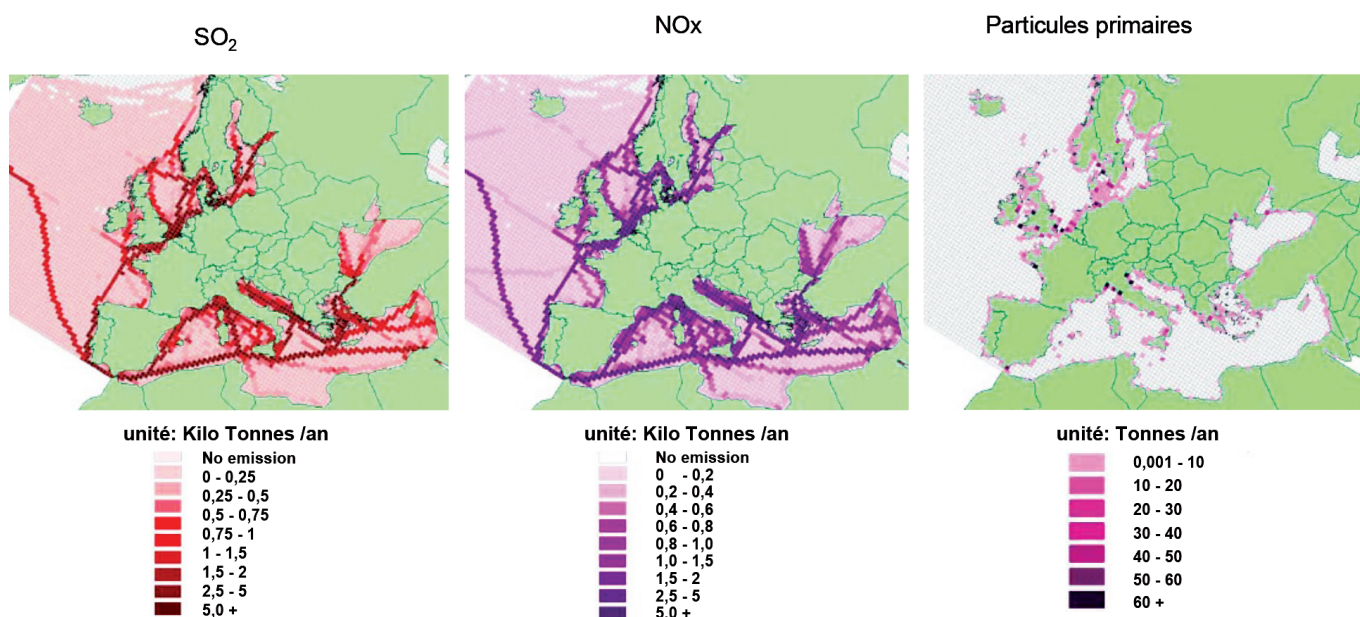 SO₂
NOx
Particules primaires
unité: Kilo Tonnes /an
No emission
0 - 0,25
0,25 - 0,5
0,5 - 0,75
0,75 - 1
1 - 1,5
1,5 - 2
2,5 - 5
5,0 +
unité: Kilo Tonnes /an
No emission
0 - 0,2
0,2 - 0,4
0,4 - 0,6
0,6 - 0,8
0,8 - 1,0
1,0 - 1,5
1,5 - 2
2,5 - 5
5,0 +
unité: Tonnes /an
0,001 - 10
10 - 20
20 - 30
30 - 40
40 - 50
50 - 60
60 +